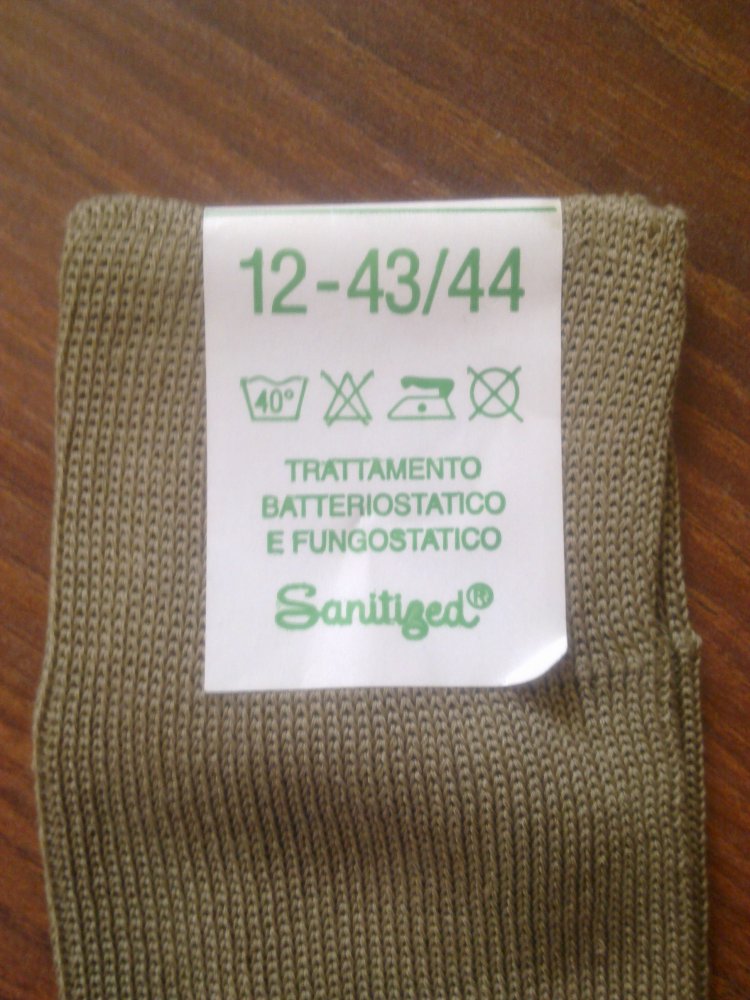 12-43/44
40°
TRATTAMENTO
BATTERIOSTATICO
E FUNGOSTATICO
Sanitized®